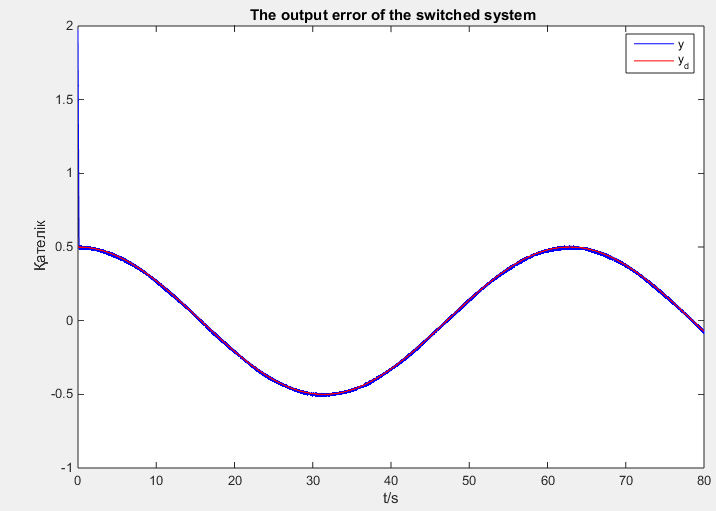 The output error of the switched system
y
y_d
2
1.5
1
0.5
0
-0.5
-1
Қателік
0 10 20 30 40 50 60 70 80
t/s